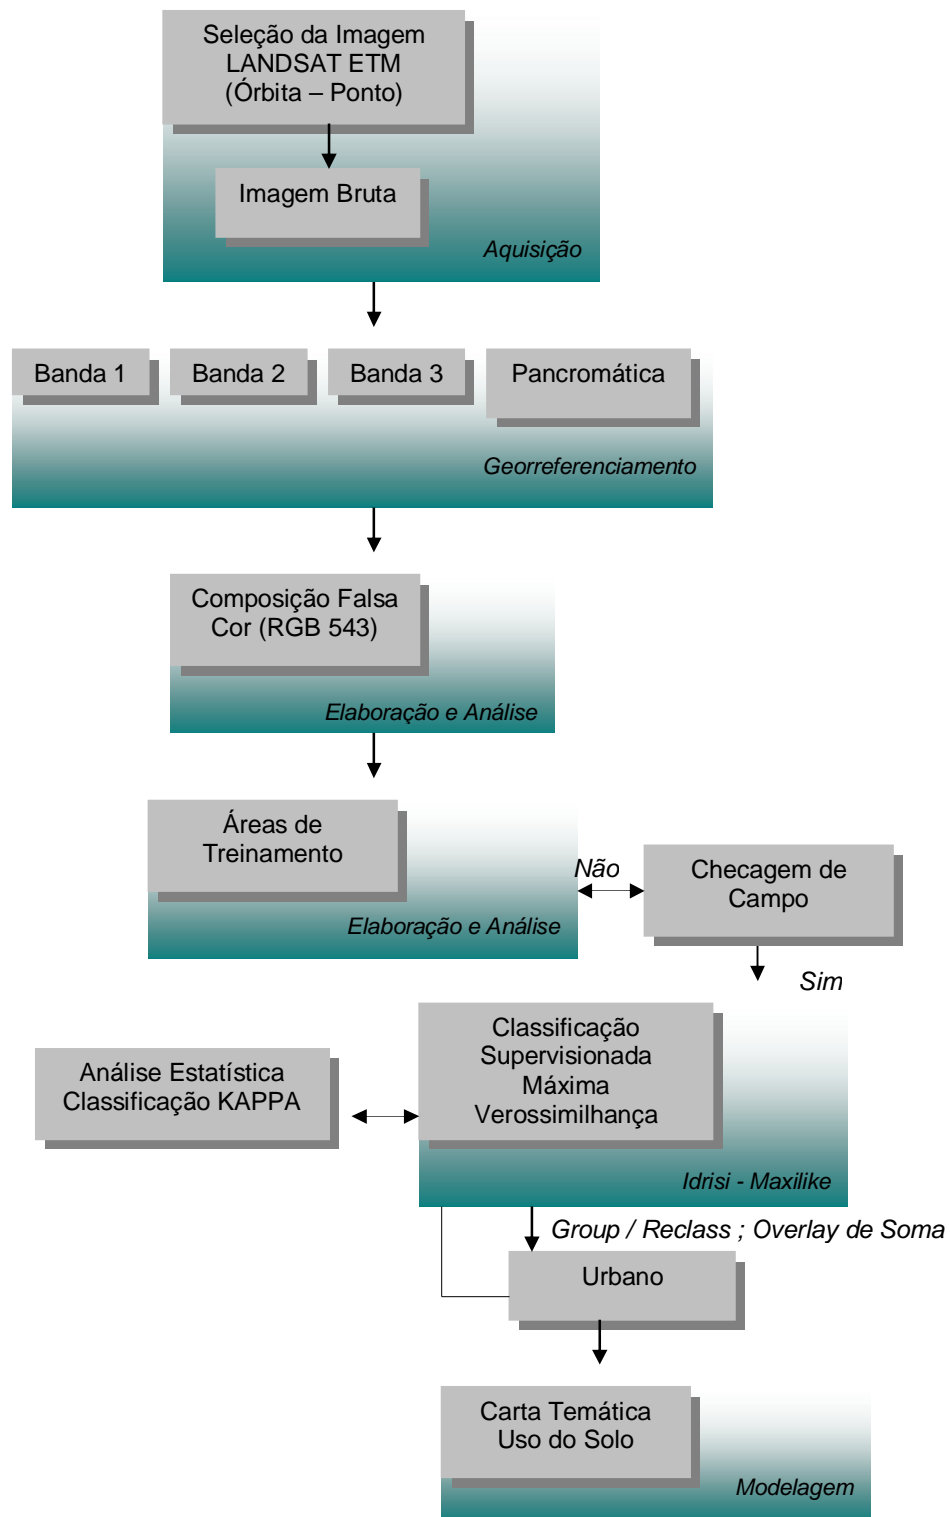 Seleção da Imagem
LANDSAT ETM
(Órbita – Ponto)
Imagem Bruta
Aquisição
Banda 1
Banda 2
Banda 3
Pancromática
Georreferenciamento
Composição Falsa
Cor (RGB 543)
Elaboração e Análise
Áreas de
Treinamento
Elaboração e Análise
Não
Checagem de
Campo
Sim
Classificação
Supervisionada
Máxima
Verossimilhança
Análise Estatística
Classificação KAPPA
Idrisi - Maxilike
Group / Reclass ; Overlay de Soma
Urbano
Carta Temática
Uso do Solo
Modelagem